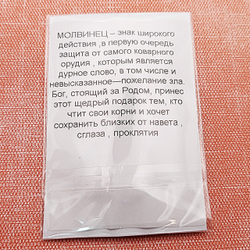 МОЛВИНЕЦ – знак широкого
действия ,в первую очередь
защита от самого коварного
орудия , которым является
дурное слово, в том числе и
невысказанное—пожелание зла.
Бог, стоящий за Родом, принес
этот щедрый подарок тем, кто
чтит свои корни и хочет
сохранить близких от навета ,
сглаза , проклятия